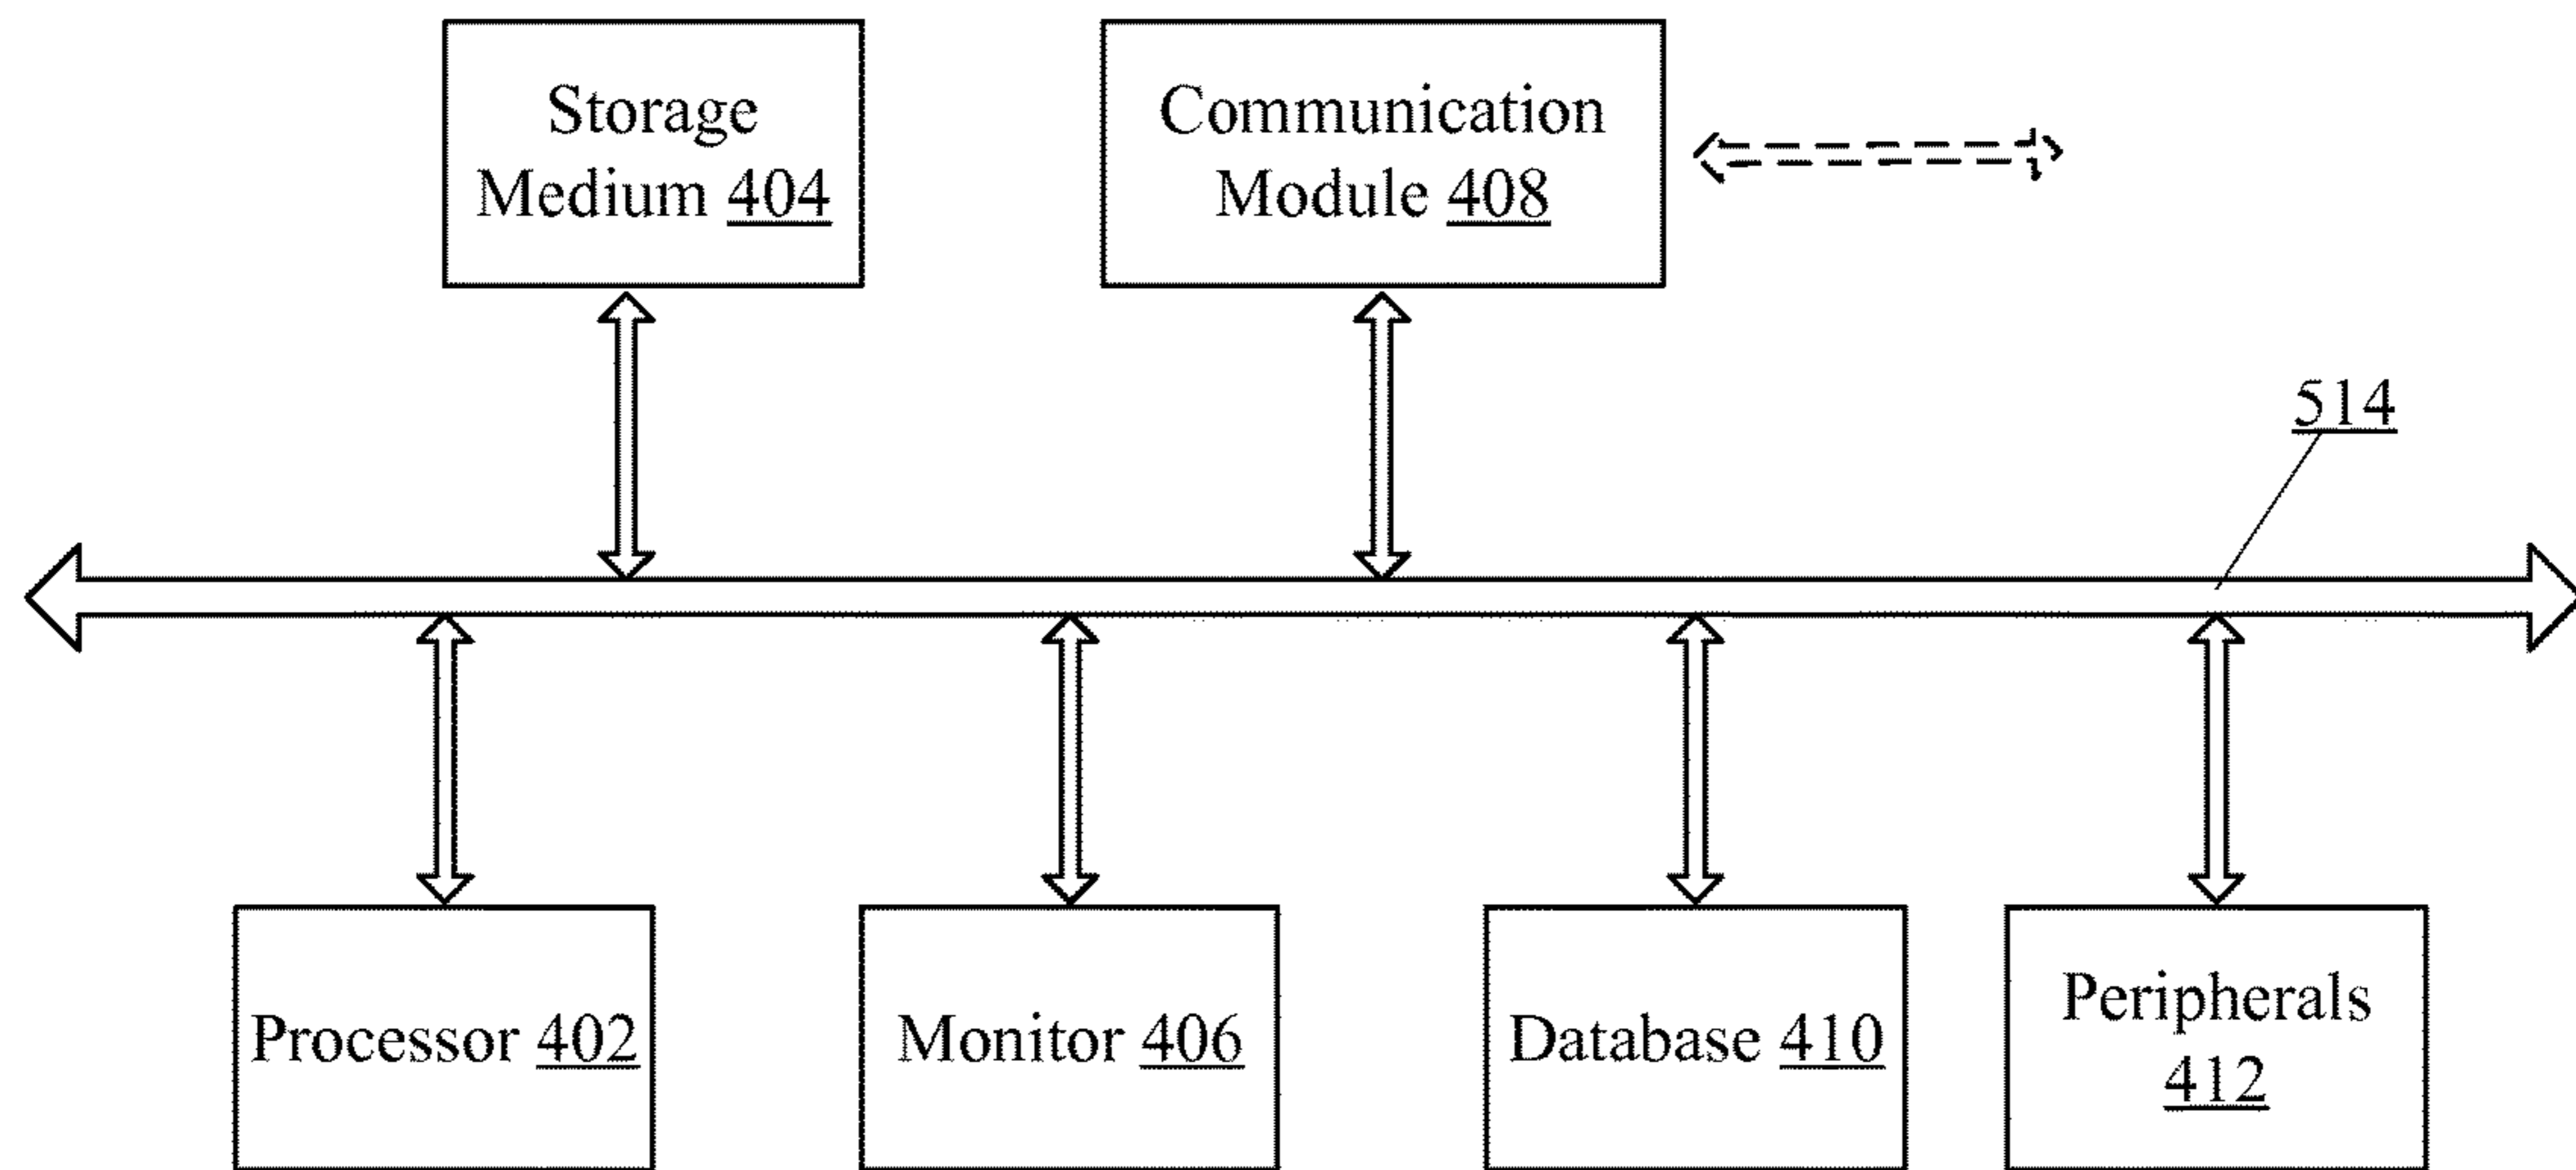 Storage
Medium 404
Communication
Module 408
514
Processor 402
Monitor 406
Database 410
Peripherals
412